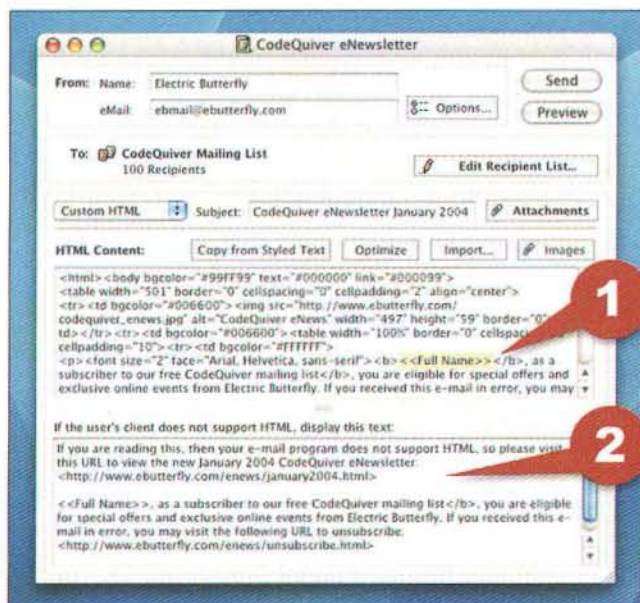 CodeQuiver eNewsletter
From: Name: Electric Butterfly
Send
eMail: ebmail@ebutterfly.com
Options...
Preview
To: CodeQuiver Mailing List
100 Recipients
Edit Recipient List...
Custom HTML Subject: CodeQuiver eNewsletter January 2004 Attachments
HTML Content: Copy from Styled Text Optimize Import... Images
<html><body bgcolor="#99FF99" text="#000000" link="#000099">
<table width="501" border="0" cellspacing="0" cellpadding="2" align="center">
<tr><td bgcolor="#006600"><img src="http://www.ebutterfly.com/
codequiver_enews.jpg" alt="CodeQuiver eNews" width="497" height="59" border="0"
td></tr><tr><td bgcolor="#006600"><table width="100%" border="0" cellspaci
cellpadding="10"><tr><td bgcolor="#FFFFFF">
<p><font size="2" face="Arial, Helvetica, sans-serif"><b><<Full Name>></b>, as a
subscriber to our free CodeQuiver mailing list</b>, you are eligible for special offers and
exclusive online events from Electric Butterfly. If you received this e-mail in error, you may
1
If the user's client does not support HTML, display this text:
If you are reading this, then your e-mail program does not support HTML, so please visit
this URL to view the new January 2004 CodeQuiver eNewsletter:
<http://www.ebutterfly.com/enews/january2004.html>
2
<<Full Name>>, as a subscriber to our free CodeQuiver mailing list</b>, you are eligible
for special offers and exclusive online events from Electric Butterfly. If you received this e-
mail in error, you may visit the following URL to unsubscribe:
<http://www.ebutterfly.com/enews/unsubscribe.html>